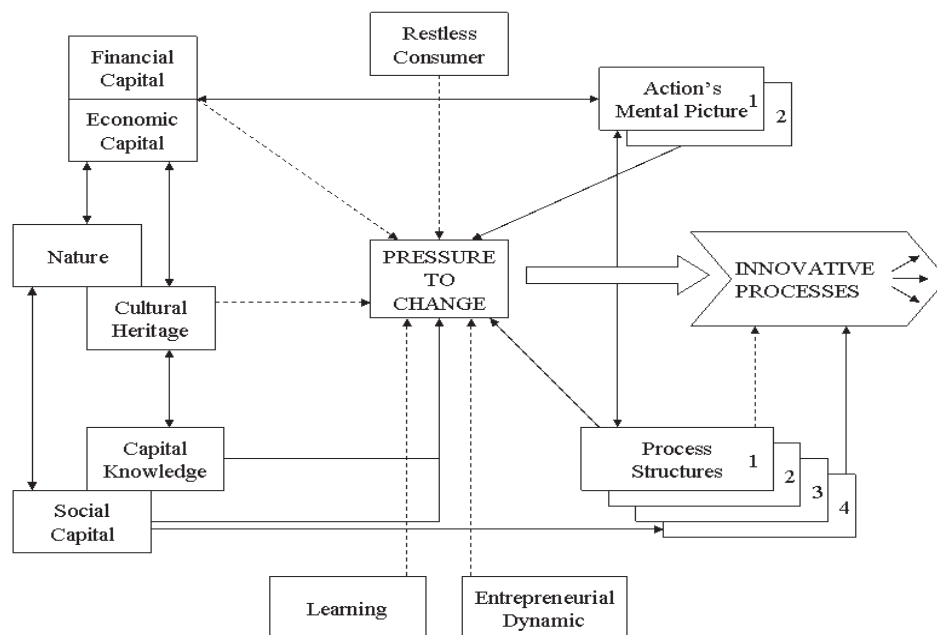 Restless
Consumer
Financial
Capital
Economic
Capital
Action's
Mental Picture 1
2
Nature
Cultural
Heritage
PRESSURE
TO
CHANGE
INNOVATIVE
PROCESSES
Capital
Knowledge
Social
Capital
Process
Structures 1
2
3
4
Learning
Entrepreneurial
Dynamic